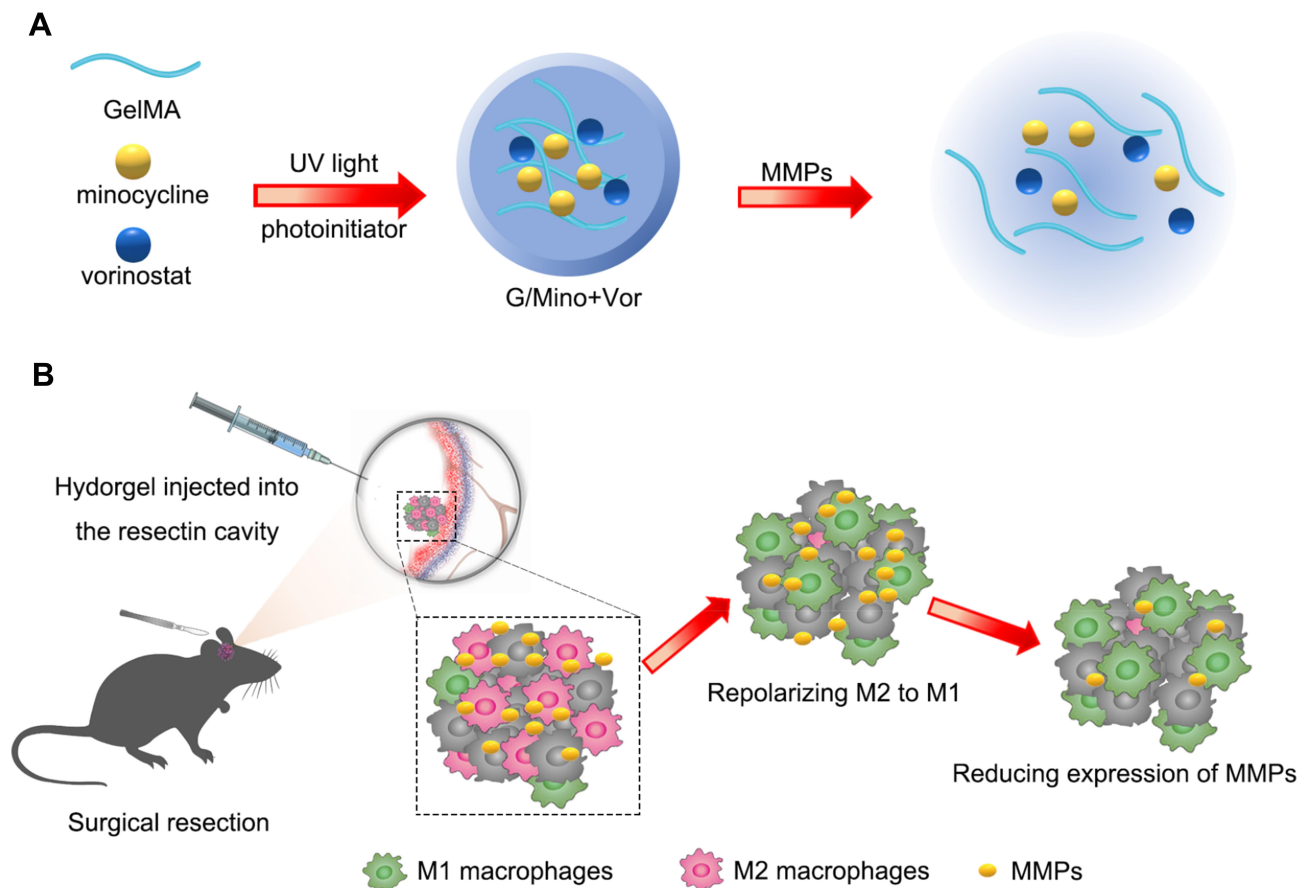 A
GelMA
minocycline
vorinostat
UV light
photoinitiator
G/Mino+Vor
MMPs
B
Hydorgel injected into
the resectin cavity
Surgical resection
Repolarizing M2 to M1
Reducing expression of MMPs
M1 macrophages
M2 macrophages
MMPs